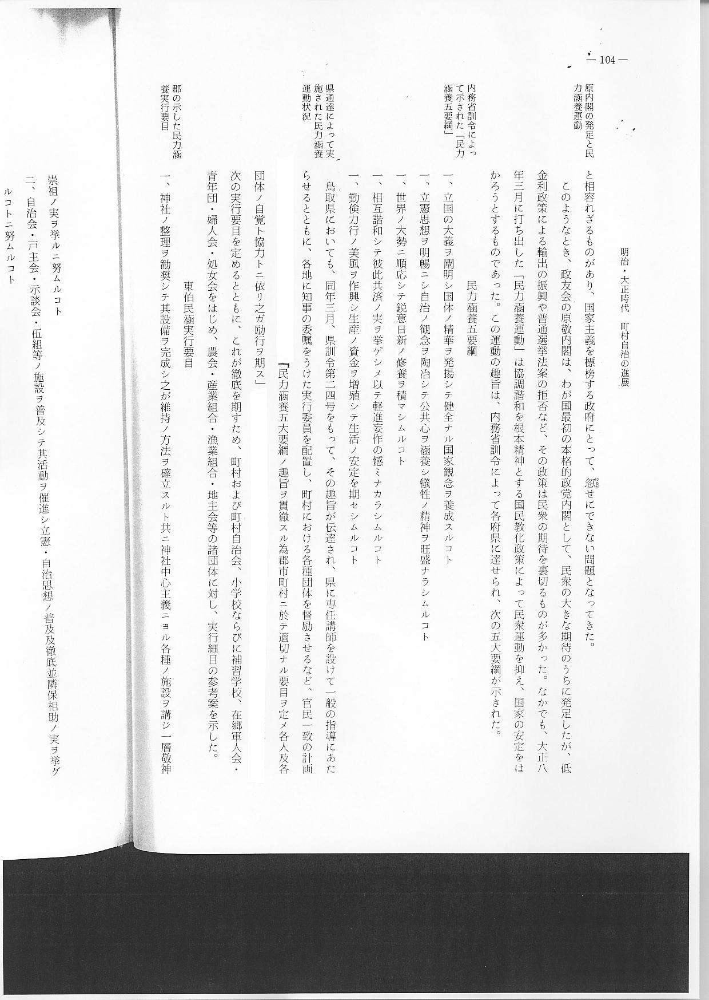 — 104 —
明治・大正時代　町村自治の進展
原内閣の発足と民
力涵養運動
と相容れざるものがあり、国家主義を標榜する政府にとって、忽せにできない問題となってきた。
ゆるが
このようなとき、政友会の原敬内閣は、わが国最初の本格的政党内閣として、民衆の大きな期待のうちに発足したが、低
金利政策による輸出の振興や普通選挙法案の拒否など、その政策は民衆の期待を裏切るものが多かった。なかでも、大正八
年三月に打ち出した「民力涵養運動」は協調諧和を根本精神とする国民教化政策によって民衆運動を抑え、国家の安定をは
かろうとするものであった。この運動の趣旨は、内務省訓令によって各府県に達せられ、次の五大要綱が示された。
内務省訓令によっ
て示された「民力
涵養五要綱」
民力涵養五要綱
一、立国の大義ヲ闡明シ国体ノ精華ヲ発揚シテ健全ナル国家観念ヲ養成スルコト
一、立憲思想ヲ明暢ニシ自治ノ観念ヲ陶冶シテ公共心ヲ涵養シ犠牲ノ精神ヲ旺盛ナラシムルコト
一、世界ノ大勢ニ順応シテ鋭意日新ノ修養ヲ積マシムルコト
一、相互諧和シテ彼此共済ノ実ヲ挙ゲシメ以テ軽進妄作の憾ミナカラシムルコト
一、勤倹力行ノ美風ヲ作興シ生産ノ資金ヲ増殖シテ生活ノ安定を期セシムルコト
県通達によって実
施された民力涵養
運動状況
鳥取県においても、同年三月、県訓令第二四号をもって、その趣旨が伝達され、県に専任講師を設けて一般の指導にあた
らせるとともに、各地に知事の委嘱をうけた実行委員を配置し、町村における各種団体を督励させるなど、官民一致の計画
「民力涵養五大要綱ノ趣旨ヲ貫徹スル為郡市町村ニ於テ適切ナル要目ヲ定メ各人及各
団体ノ自覚ト協力トニ依リ之ガ励行ヲ期ス」
次の実行要目を定めるとともに、これが徹底を期すため、町村および町村自治会、小学校ならびに補習学校、在郷軍人会・
青年団・婦人会・処女会をはじめ、農会・産業組合・漁業組合・地主会等の諸団体に対し、実行細目の参考案を示した。
郡の示した民力涵
養実行要目
東伯民涵実行要目
一、神社ノ整理ヲ勧奨シテ其設備ヲ完成シ之が維持ノ方法ヲ確立スルト共ニ神社中心主義ニヨル各種ノ施設ヲ講ジ一層敬神
崇祖ノ実ヲ挙ルニ努ムルコト
二、自治会・戸主会・示談会・伍組等ノ施設ヲ普及シテ其活動ヲ催進シ立憲・自治思想ノ普及及徹底並隣保相助ノ実ヲ挙グ
ルコトニ努ムルコト